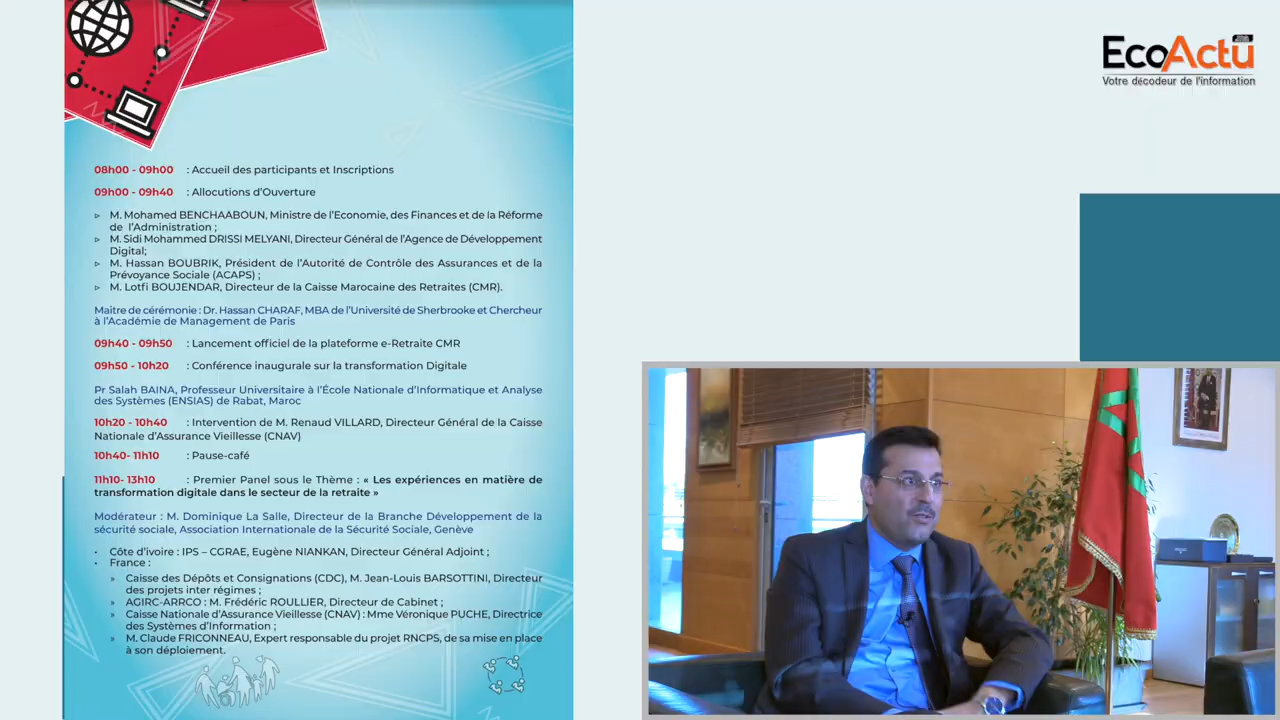 08h00 - 09h00 : Accueil des participants et Inscriptions
09h00 - 09h40 : Allocutions d'Ouverture
▹ M. Mohamed BENCHAABOUN, Ministre de l'Economie, des Finances et de la Réforme
de l'Administration ;
▹ M. Sidi Mohammed DRISSI MELYANI, Directeur Général de l'Agence de Développement
Digital;
▹ M. Hassan BOUBRIK, Président de l'Autorité de Contrôle des Assurances et de la
Prévoyance Sociale (ACAPS) ;
▹ M. Lotfi BOUJENDAR, Directeur de la Caisse Marocaine des Retraites (CMR).
Maitre de cérémonie : Dr. Hassan CHARAF, MBA de l'Université de Sherbrooke et Chercheur
à l'Académie de Management de Paris
09h40 - 09h50 : Lancement officiel de la plateforme e-Retraite CMR
09h50 - 10h20 : Conférence inaugurale sur la transformation Digitale
Pr Salah BAINA, Professeur Universitaire à l'École Nationale d'Informatique et Analyse
des Systèmes (ENSIAS) de Rabat, Maroc
10h20 - 10h40 : Intervention de M. Renaud VILLARD, Directeur Général de la Caisse
Nationale d'Assurance Vieillesse (CNAV)
10h40- 11h10 : Pause-café
11h10- 13h10 : Premier Panel sous le Thème : « Les expériences en matière de
transformation digitale dans le secteur de la retraite »
Modérateur : M. Dominique La Salle, Directeur de la Branche Développement de la
sécurité sociale, Association Internationale de la Sécurité Sociale, Genève
• Côte d'ivoire : IPS – CGRAE, Eugène NIANKAN, Directeur Général Adjoint ;
• France :
» Caisse des Dépôts et Consignations (CDC), M. Jean-Louis BARSOTTINI, Directeur
des projets inter régimes ;
» AGIRC-ARRCO : M. Frédéric ROULLIER, Directeur de Cabinet ;
» Caisse Nationale d'Assurance Vieillesse (CNAV) : Mme Véronique PUCHE, Directrice
des Systèmes d'Information ;
» M. Claude FRICONNEAU, Expert responsable du projet RNCPS, de sa mise en place
à son déploiement.
EcoActu
Votre décodeur de l'information